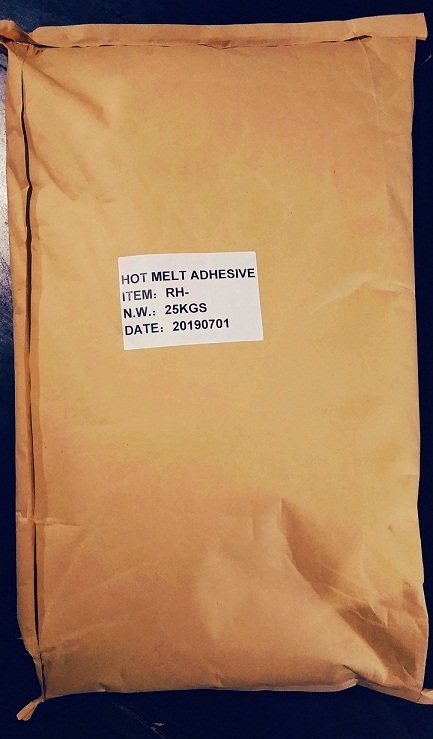 HOT MELT ADHESIVE
ITEM: RH-
N.W.: 25KGS
DATE: 20190701